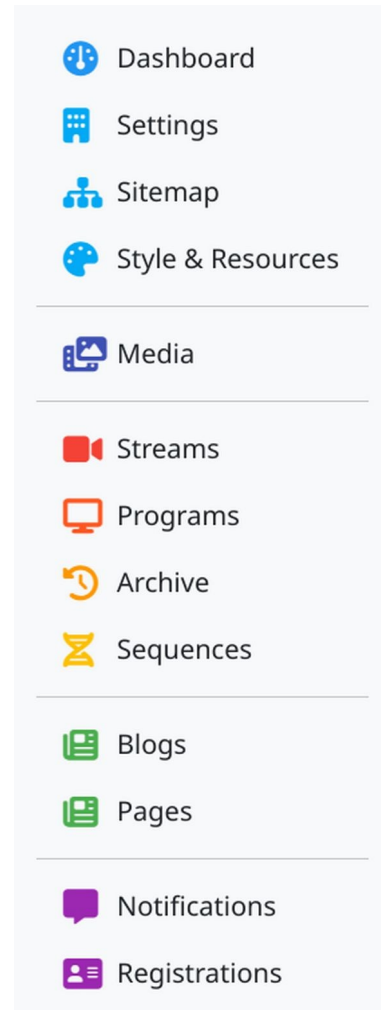 Dashboard
Settings
Sitemap
Style & Resources
Media
Streams
Programs
Archive
Sequences
Blogs
Pages
Notifications
Registrations